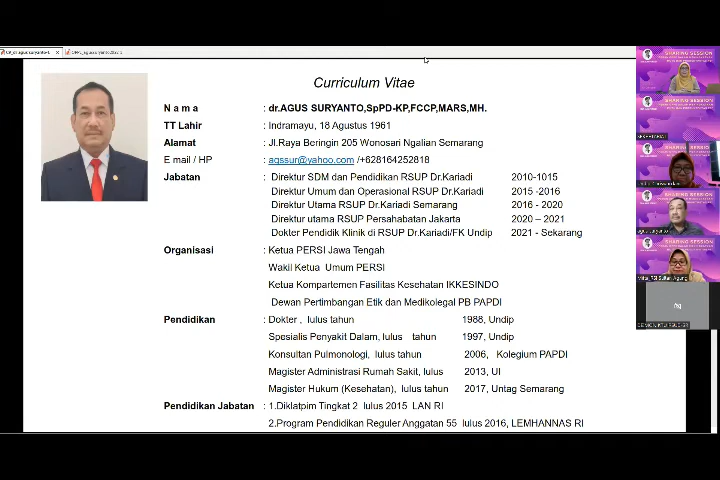 Curriculum Vitae
N a m a : dr.AGUS SURYANTO,SpPD-KP,FCCP,MARS,MH.
TT Lahir : Indramayu, 18 Agustus 1961
Alamat : Jl.Raya Beringin 205 Wonosari Ngalian Semarang
E mail / HP : agssur@yahoo.com /+628164252818
Jabatan : Direktur SDM dan Pendidikan RSUP Dr.Kariadi 2010-1015
Direktur Umum dan Operasional RSUP Dr.Kariadi 2015 -2016
Direktur Utama RSUP Dr.Kariadi Semarang 2016 - 2020
Direktur utama RSUP Persahabatan Jakarta 2020 – 2021
Dokter Pendidik Klinik di RSUP Dr.Kariadi/FK Undip 2021 - Sekarang
Organisasi : Ketua PERSI Jawa Tengah
Wakil Ketua Umum PERSI
Ketua Kompartemen Fasilitas Kesehatan IKKESINDO
Dewan Pertimbangan Etik dan Medikolegal PB PAPDI
Pendidikan : Dokter , lulus tahun 1988, Undip
Spesialis Penyakit Dalam, lulus tahun 1997, Undip
Konsultan Pulmonologi, lulus tahun 2006, Kolegium PAPDI
Magister Administrasi Rumah Sakit, lulus 2013, UI
Magister Hukum (Kesehatan), lulus tahun 2017, Untag Semarang
Pendidikan Jabatan : 1.Diklatpim Tingkat 2 lulus 2015 LAN RI
2.Program Pendidikan Reguler Anggatan 55 lulus 2016, LEMHANNAS RI
SHARING SESSION
SHARING SESSION
SEKRETARIAT
SHARING SESSION
SHARING SESSION
agus suryanto
SHARING SESSION
Mitta_RSI Sultan Agung